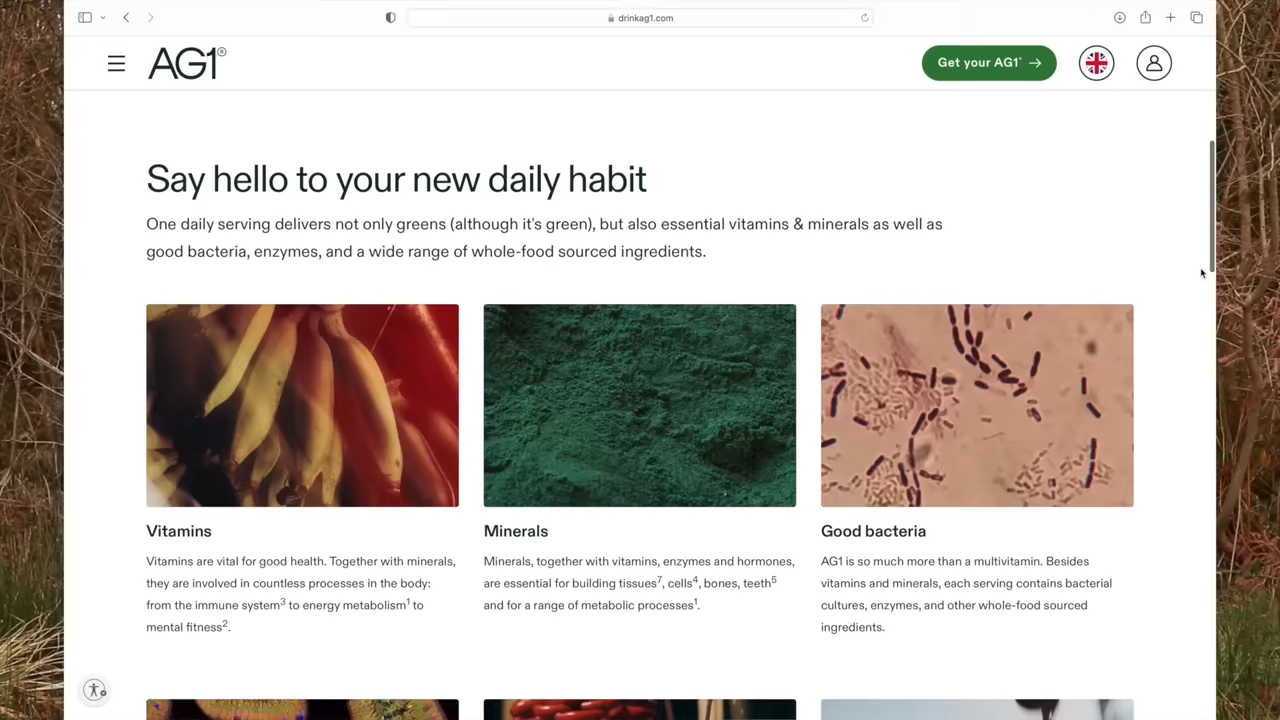 drinkag1.com
AG1®
Get your AG1® →
Say hello to your new daily habit
One daily serving delivers not only greens (although it's green), but also essential vitamins & minerals as well as
good bacteria, enzymes, and a wide range of whole-food sourced ingredients.
Vitamins
Vitamins are vital for good health. Together with minerals,
they are involved in countless processes in the body:
from the immune system³ to energy metabolism¹ to
mental fitness².
Minerals
Minerals, together with vitamins, enzymes and hormones,
are essential for building tissues⁷, cells⁴, bones, teeth⁵
and for a range of metabolic processes¹.
Good bacteria
AG1 is so much more than a multivitamin. Besides
vitamins and minerals, each serving contains bacterial
cultures, enzymes, and other whole-food sourced
ingredients.